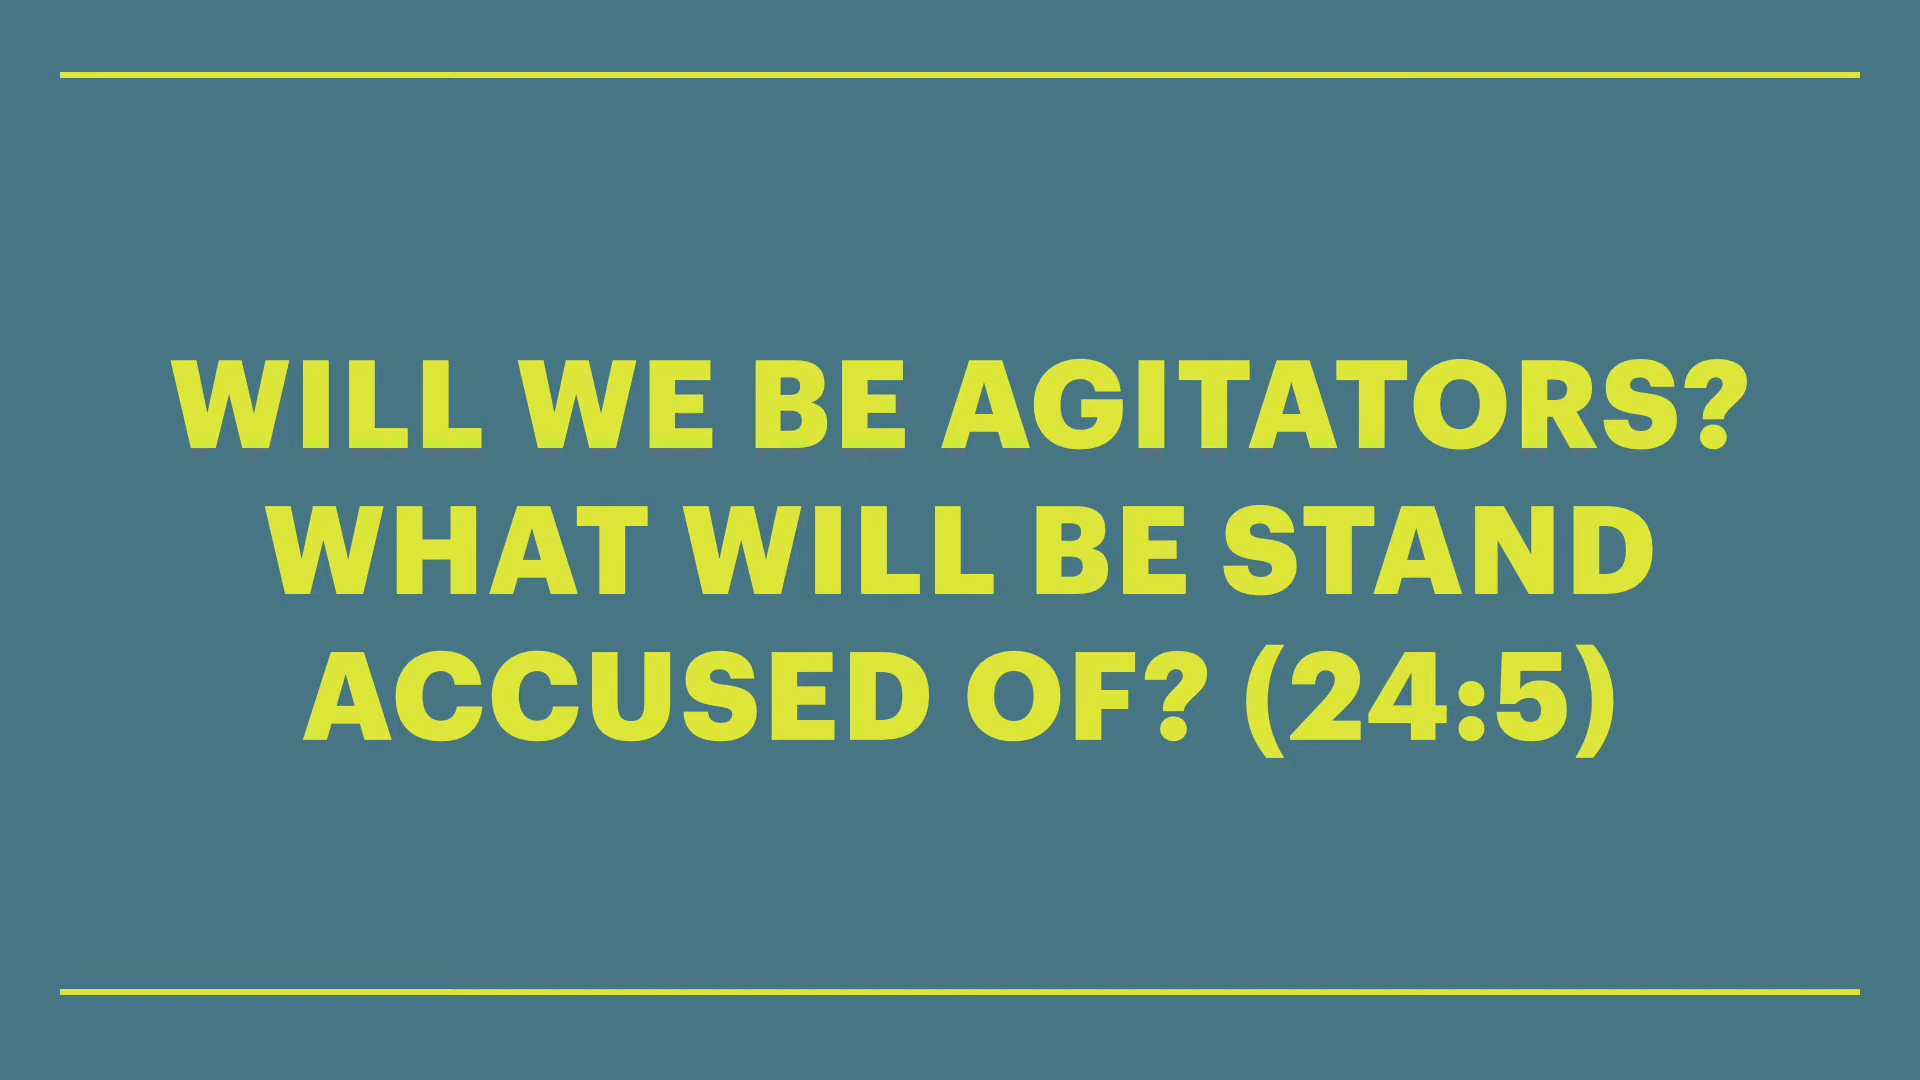 WILL WE BE AGITATORS?
WHAT WILL BE STAND
ACCUSED OF? (24:5)